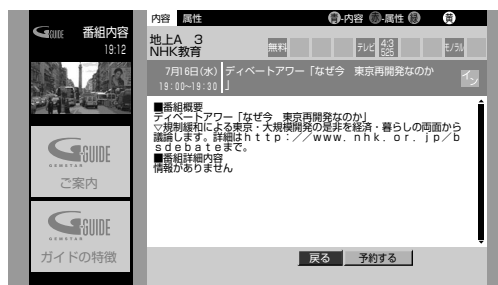 GUIDE 番組内容
19:12
GEMSTAR
GUIDE
ご案内
GEMSTAR
GUIDE
ガイドの特徴
内容 属性
青-内容 赤-属性 緑 黄
地上A 3
NHK教育
無料
テレビ
4:3
525
モノラル
7月16日(水)
19:00~19:30
ディベートアワー「なぜ今 東京再開発なのか
」
イン
■番組概要
ディベートアワー「なぜ今 東京再開発なのか」
▽規制緩和による東京・大規模開発の是非を経済・暮らしの両面から
議論します。詳細はhttp://www.nhk.or.jp/b
sdebateまで。
■番組詳細内容
情報がありません
戻る 予約する